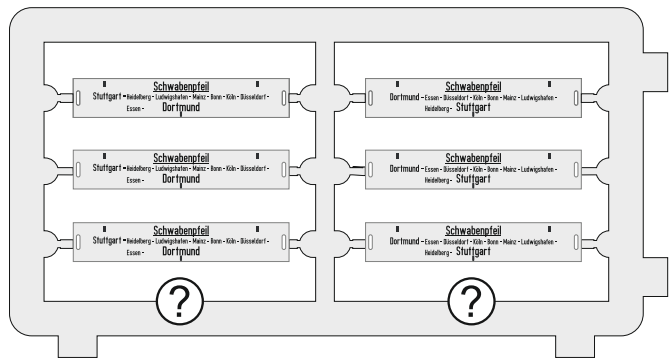 Schwabenpfeil
Stuttgart - Heidelberg - Ludwigshafen - Mainz - Bonn - Köln - Düsseldorf -
Essen - Dortmund
Schwabenpfeil
Stuttgart - Heidelberg - Ludwigshafen - Mainz - Bonn - Köln - Düsseldorf -
Essen - Dortmund
Schwabenpfeil
Stuttgart - Heidelberg - Ludwigshafen - Mainz - Bonn - Köln - Düsseldorf -
Essen - Dortmund
?
Schwabenpfeil
Dortmund - Essen - Düsseldorf - Köln - Bonn - Mainz - Ludwigshafen -
Heidelberg - Stuttgart
Schwabenpfeil
Dortmund - Essen - Düsseldorf - Köln - Bonn - Mainz - Ludwigshafen -
Heidelberg - Stuttgart
Schwabenpfeil
Dortmund - Essen - Düsseldorf - Köln - Bonn - Mainz - Ludwigshafen -
Heidelberg - Stuttgart
?